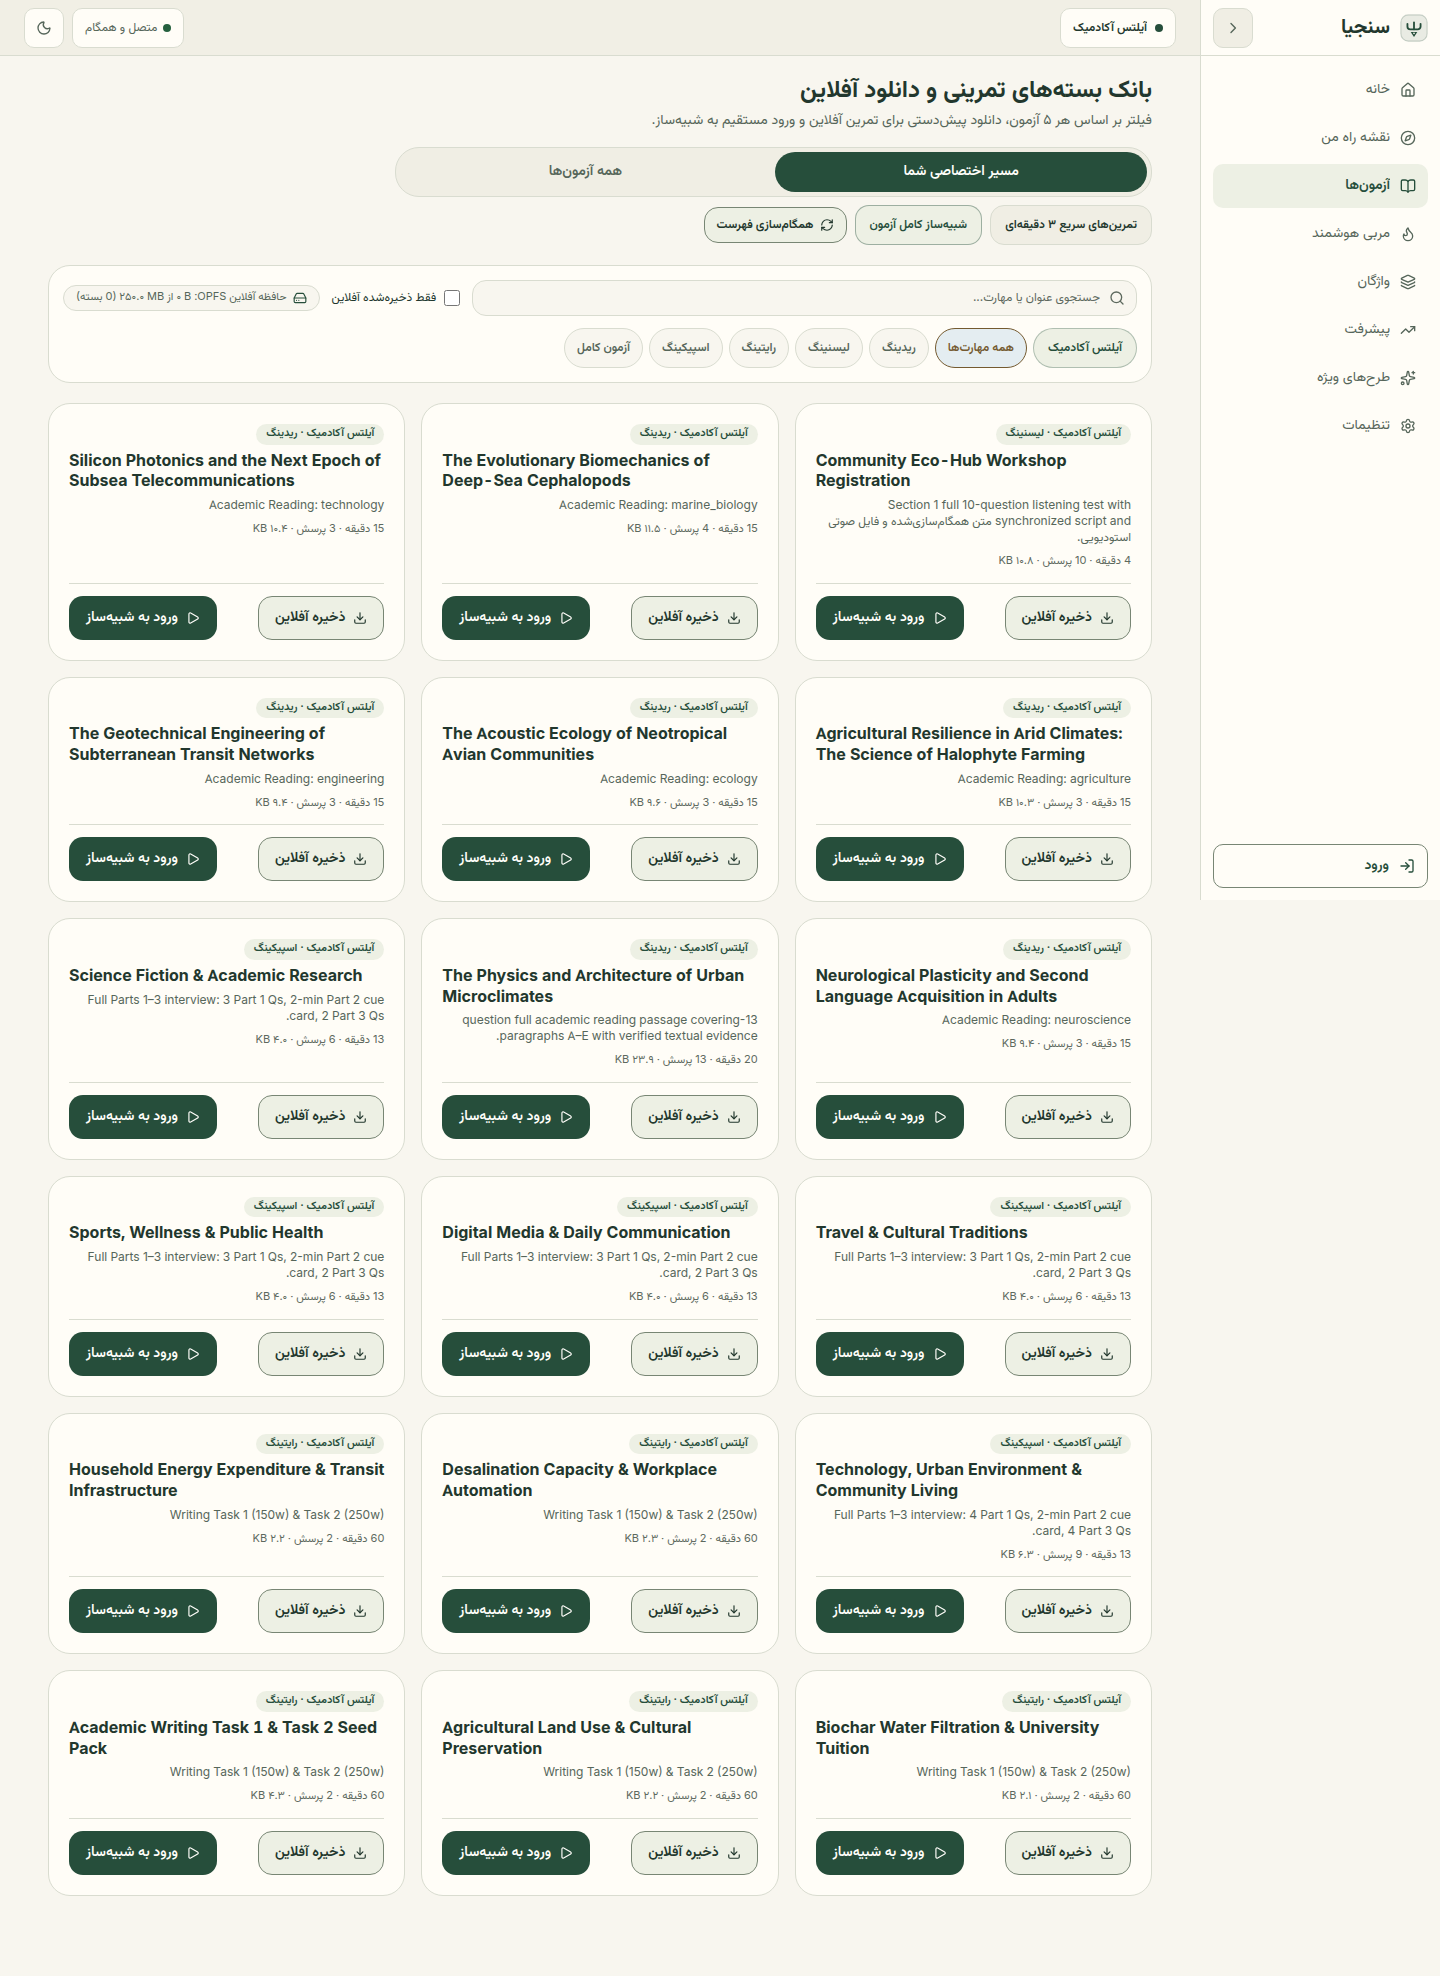 سنجیا
آیلتس آکادمیک
متصل و همگام
خانه
نقشه راه من
آزمون‌ها
مربی هوشمند
واژگان
پیشرفت
طرح‌های ویژه
تنظیمات
ورود
بانک بسته‌های تمرینی و دانلود آفلاین
فیلتر بر اساس هر ۵ آزمون، دانلود پیش‌دستی برای تمرین آفلاین و ورود مستقیم به شبیه‌ساز.
مسیر اختصاصی شما
همه آزمون‌ها
تمرین‌های سریع ۳ دقیقه‌ای
شبیه‌ساز کامل آزمون
همگام‌سازی فهرست
جستجوی عنوان یا مهارت...
فقط ذخیره‌شده آفلاین
حافظه آفلاین OPFS: ۰ B از ۲۵۰.۰ MB (0 بسته)
آیلتس آکادمیک
همه مهارت‌ها
ریدینگ
لیسنینگ
رایتینگ
اسپیکینگ
آزمون کامل
آیلتس آکادمیک · لیسنینگ
Community Eco-Hub Workshop
Registration
Section 1 full 10-question listening test with
synchronized script and متن همگام‌سازی‌شده و فایل صوتی
استودیویی.
4 دقیقه · 10 پرسش · ۱۰.۸ KB
ذخیره آفلاین
ورود به شبیه‌ساز
آیلتس آکادمیک · ریدینگ
The Evolutionary Biomechanics of
Deep-Sea Cephalopods
Academic Reading: marine_biology
15 دقیقه · 4 پرسش · ۱۱.۵ KB
ذخیره آفلاین
ورود به شبیه‌ساز
آیلتس آکادمیک · ریدینگ
Silicon Photonics and the Next Epoch of
Subsea Telecommunications
Academic Reading: technology
15 دقیقه · 3 پرسش · ۱۰.۴ KB
ذخیره آفلاین
ورود به شبیه‌ساز
آیلتس آکادمیک · ریدینگ
Agricultural Resilience in Arid Climates:
The Science of Halophyte Farming
Academic Reading: agriculture
15 دقیقه · 3 پرسش · ۱۰.۳ KB
ذخیره آفلاین
ورود به شبیه‌ساز
آیلتس آکادمیک · ریدینگ
The Acoustic Ecology of Neotropical
Avian Communities
Academic Reading: ecology
15 دقیقه · 3 پرسش · ۹.۶ KB
ذخیره آفلاین
ورود به شبیه‌ساز
آیلتس آکادمیک · ریدینگ
The Geotechnical Engineering of
Subterranean Transit Networks
Academic Reading: engineering
15 دقیقه · 3 پرسش · ۹.۴ KB
ذخیره آفلاین
ورود به شبیه‌ساز
آیلتس آکادمیک · ریدینگ
Neurological Plasticity and Second
Language Acquisition in Adults
Academic Reading: neuroscience
15 دقیقه · 3 پرسش · ۹.۴ KB
ذخیره آفلاین
ورود به شبیه‌ساز
آیلتس آکادمیک · ریدینگ
The Physics and Architecture of Urban
Microclimates
13-question full academic reading passage covering
paragraphs A–E with verified textual evidence.
20 دقیقه · 13 پرسش · ۲۳.۹ KB
ذخیره آفلاین
ورود به شبیه‌ساز
آیلتس آکادمیک · اسپیکینگ
Science Fiction & Academic Research
Full Parts 1–3 interview: 3 Part 1 Qs, 2-min Part 2 cue
card, 2 Part 3 Qs.
13 دقیقه · 6 پرسش · ۴.۰ KB
ذخیره آفلاین
ورود به شبیه‌ساز
آیلتس آکادمیک · اسپیکینگ
Travel & Cultural Traditions
Full Parts 1–3 interview: 3 Part 1 Qs, 2-min Part 2 cue
card, 2 Part 3 Qs.
13 دقیقه · 6 پرسش · ۴.۰ KB
ذخیره آفلاین
ورود به شبیه‌ساز
آیلتس آکادمیک · اسپیکینگ
Digital Media & Daily Communication
Full Parts 1–3 interview: 3 Part 1 Qs, 2-min Part 2 cue
card, 2 Part 3 Qs.
13 دقیقه · 6 پرسش · ۴.۰ KB
ذخیره آفلاین
ورود به شبیه‌ساز
آیلتس آکادمیک · اسپیکینگ
Sports, Wellness & Public Health
Full Parts 1–3 interview: 3 Part 1 Qs, 2-min Part 2 cue
card, 2 Part 3 Qs.
13 دقیقه · 6 پرسش · ۴.۰ KB
ذخیره آفلاین
ورود به شبیه‌ساز
آیلتس آکادمیک · اسپیکینگ
Technology, Urban Environment &
Community Living
Full Parts 1–3 interview: 4 Part 1 Qs, 2-min Part 2 cue
card, 4 Part 3 Qs.
13 دقیقه · 9 پرسش · ۶.۳ KB
ذخیره آفلاین
ورود به شبیه‌ساز
آیلتس آکادمیک · رایتینگ
Desalination Capacity & Workplace
Automation
Writing Task 1 (150w) & Task 2 (250w)
60 دقیقه · 2 پرسش · ۲.۳ KB
ذخیره آفلاین
ورود به شبیه‌ساز
آیلتس آکادمیک · رایتینگ
Household Energy Expenditure & Transit
Infrastructure
Writing Task 1 (150w) & Task 2 (250w)
60 دقیقه · 2 پرسش · ۲.۲ KB
ذخیره آفلاین
ورود به شبیه‌ساز
آیلتس آکادمیک · رایتینگ
Biochar Water Filtration & University
Tuition
Writing Task 1 (150w) & Task 2 (250w)
60 دقیقه · 2 پرسش · ۲.۱ KB
ذخیره آفلاین
ورود به شبیه‌ساز
آیلتس آکادمیک · رایتینگ
Agricultural Land Use & Cultural
Preservation
Writing Task 1 (150w) & Task 2 (250w)
60 دقیقه · 2 پرسش · ۲.۲ KB
ذخیره آفلاین
ورود به شبیه‌ساز
آیلتس آکادمیک · رایتینگ
Academic Writing Task 1 & Task 2 Seed
Pack
Writing Task 1 (150w) & Task 2 (250w)
60 دقیقه · 2 پرسش · ۴.۳ KB
ذخیره آفلاین
ورود به شبیه‌ساز